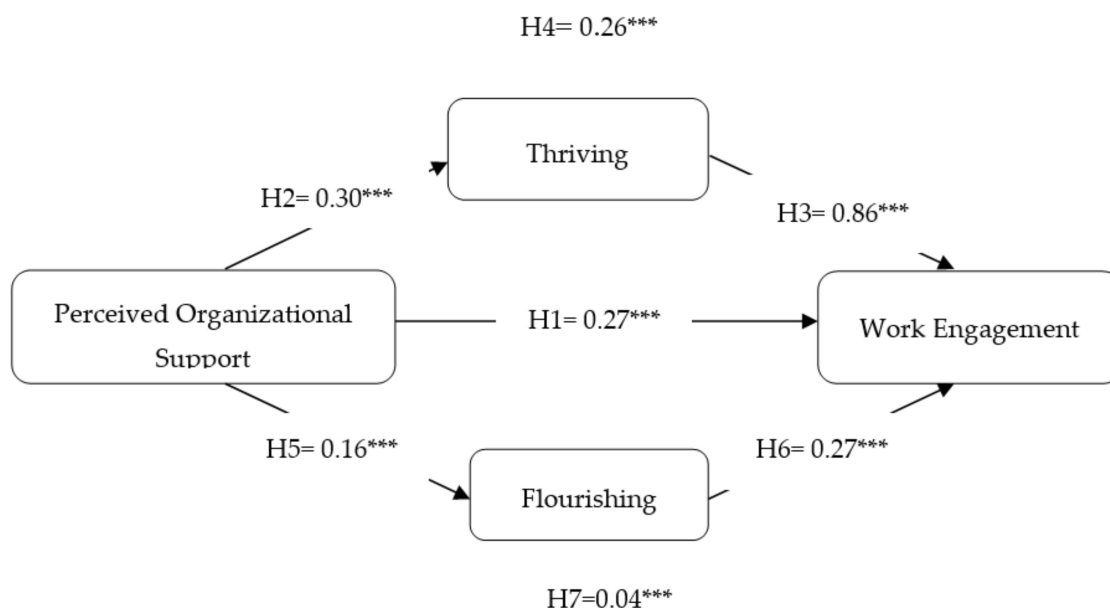 H4= 0.26***
Thriving
H2= 0.30***
H3= 0.86***
Perceived Organizational
Support
H1= 0.27***
Work Engagement
H5= 0.16***
H6= 0.27***
Flourishing
H7=0.04***